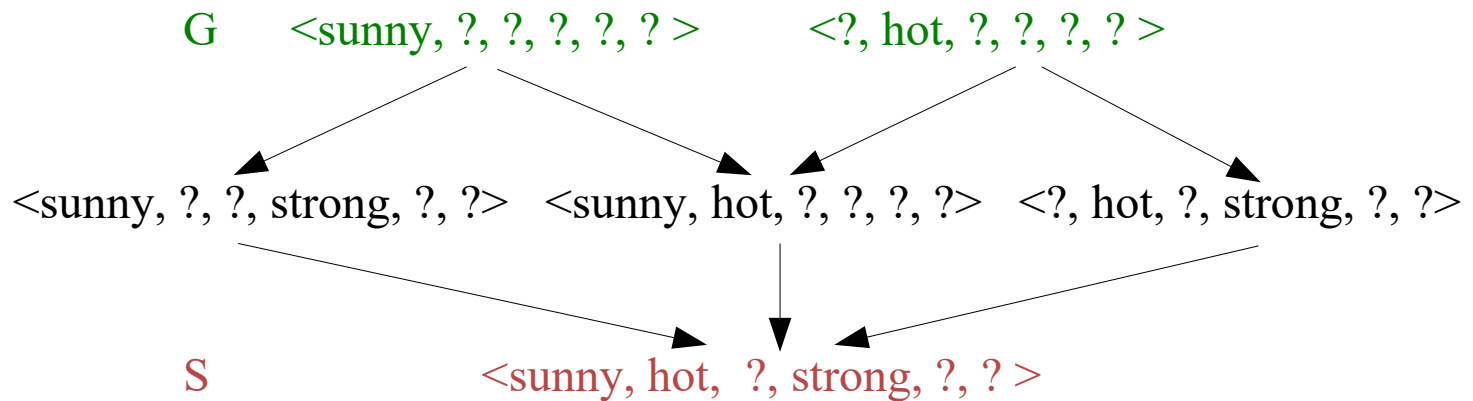 G <sunny, ?, ?, ?, ?, ? > <?, hot, ?, ?, ?, ? >
<sunny, ?, ?, strong, ?, ?> <sunny, hot, ?, ?, ?, ?> <?, hot, ?, strong, ?, ?>
S <sunny, hot, ?, strong, ?, ? >